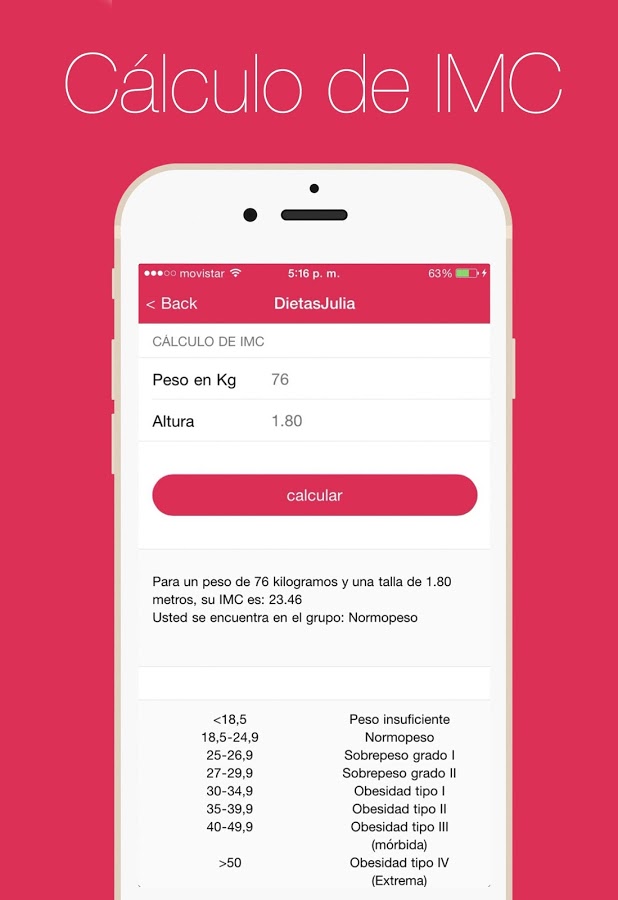 Cálculo de IMC
movistar 5:16 p. m. 63%
< Back DietasJulia
CÁLCULO DE IMC
Peso en Kg 76
Altura 1.80
calcular
Para un peso de 76 kilogramos y una talla de 1.80
metros, su IMC es: 23.46
Usted se encuentra en el grupo: Normopeso
<18,5 Peso insuficiente
18,5-24,9 Normopeso
25-26,9 Sobrepeso grado I
27-29,9 Sobrepeso grado II
30-34,9 Obesidad tipo I
35-39,9 Obesidad tipo II
40-49,9 Obesidad tipo III
(mórbida)
>50 Obesidad tipo IV
(Extrema)